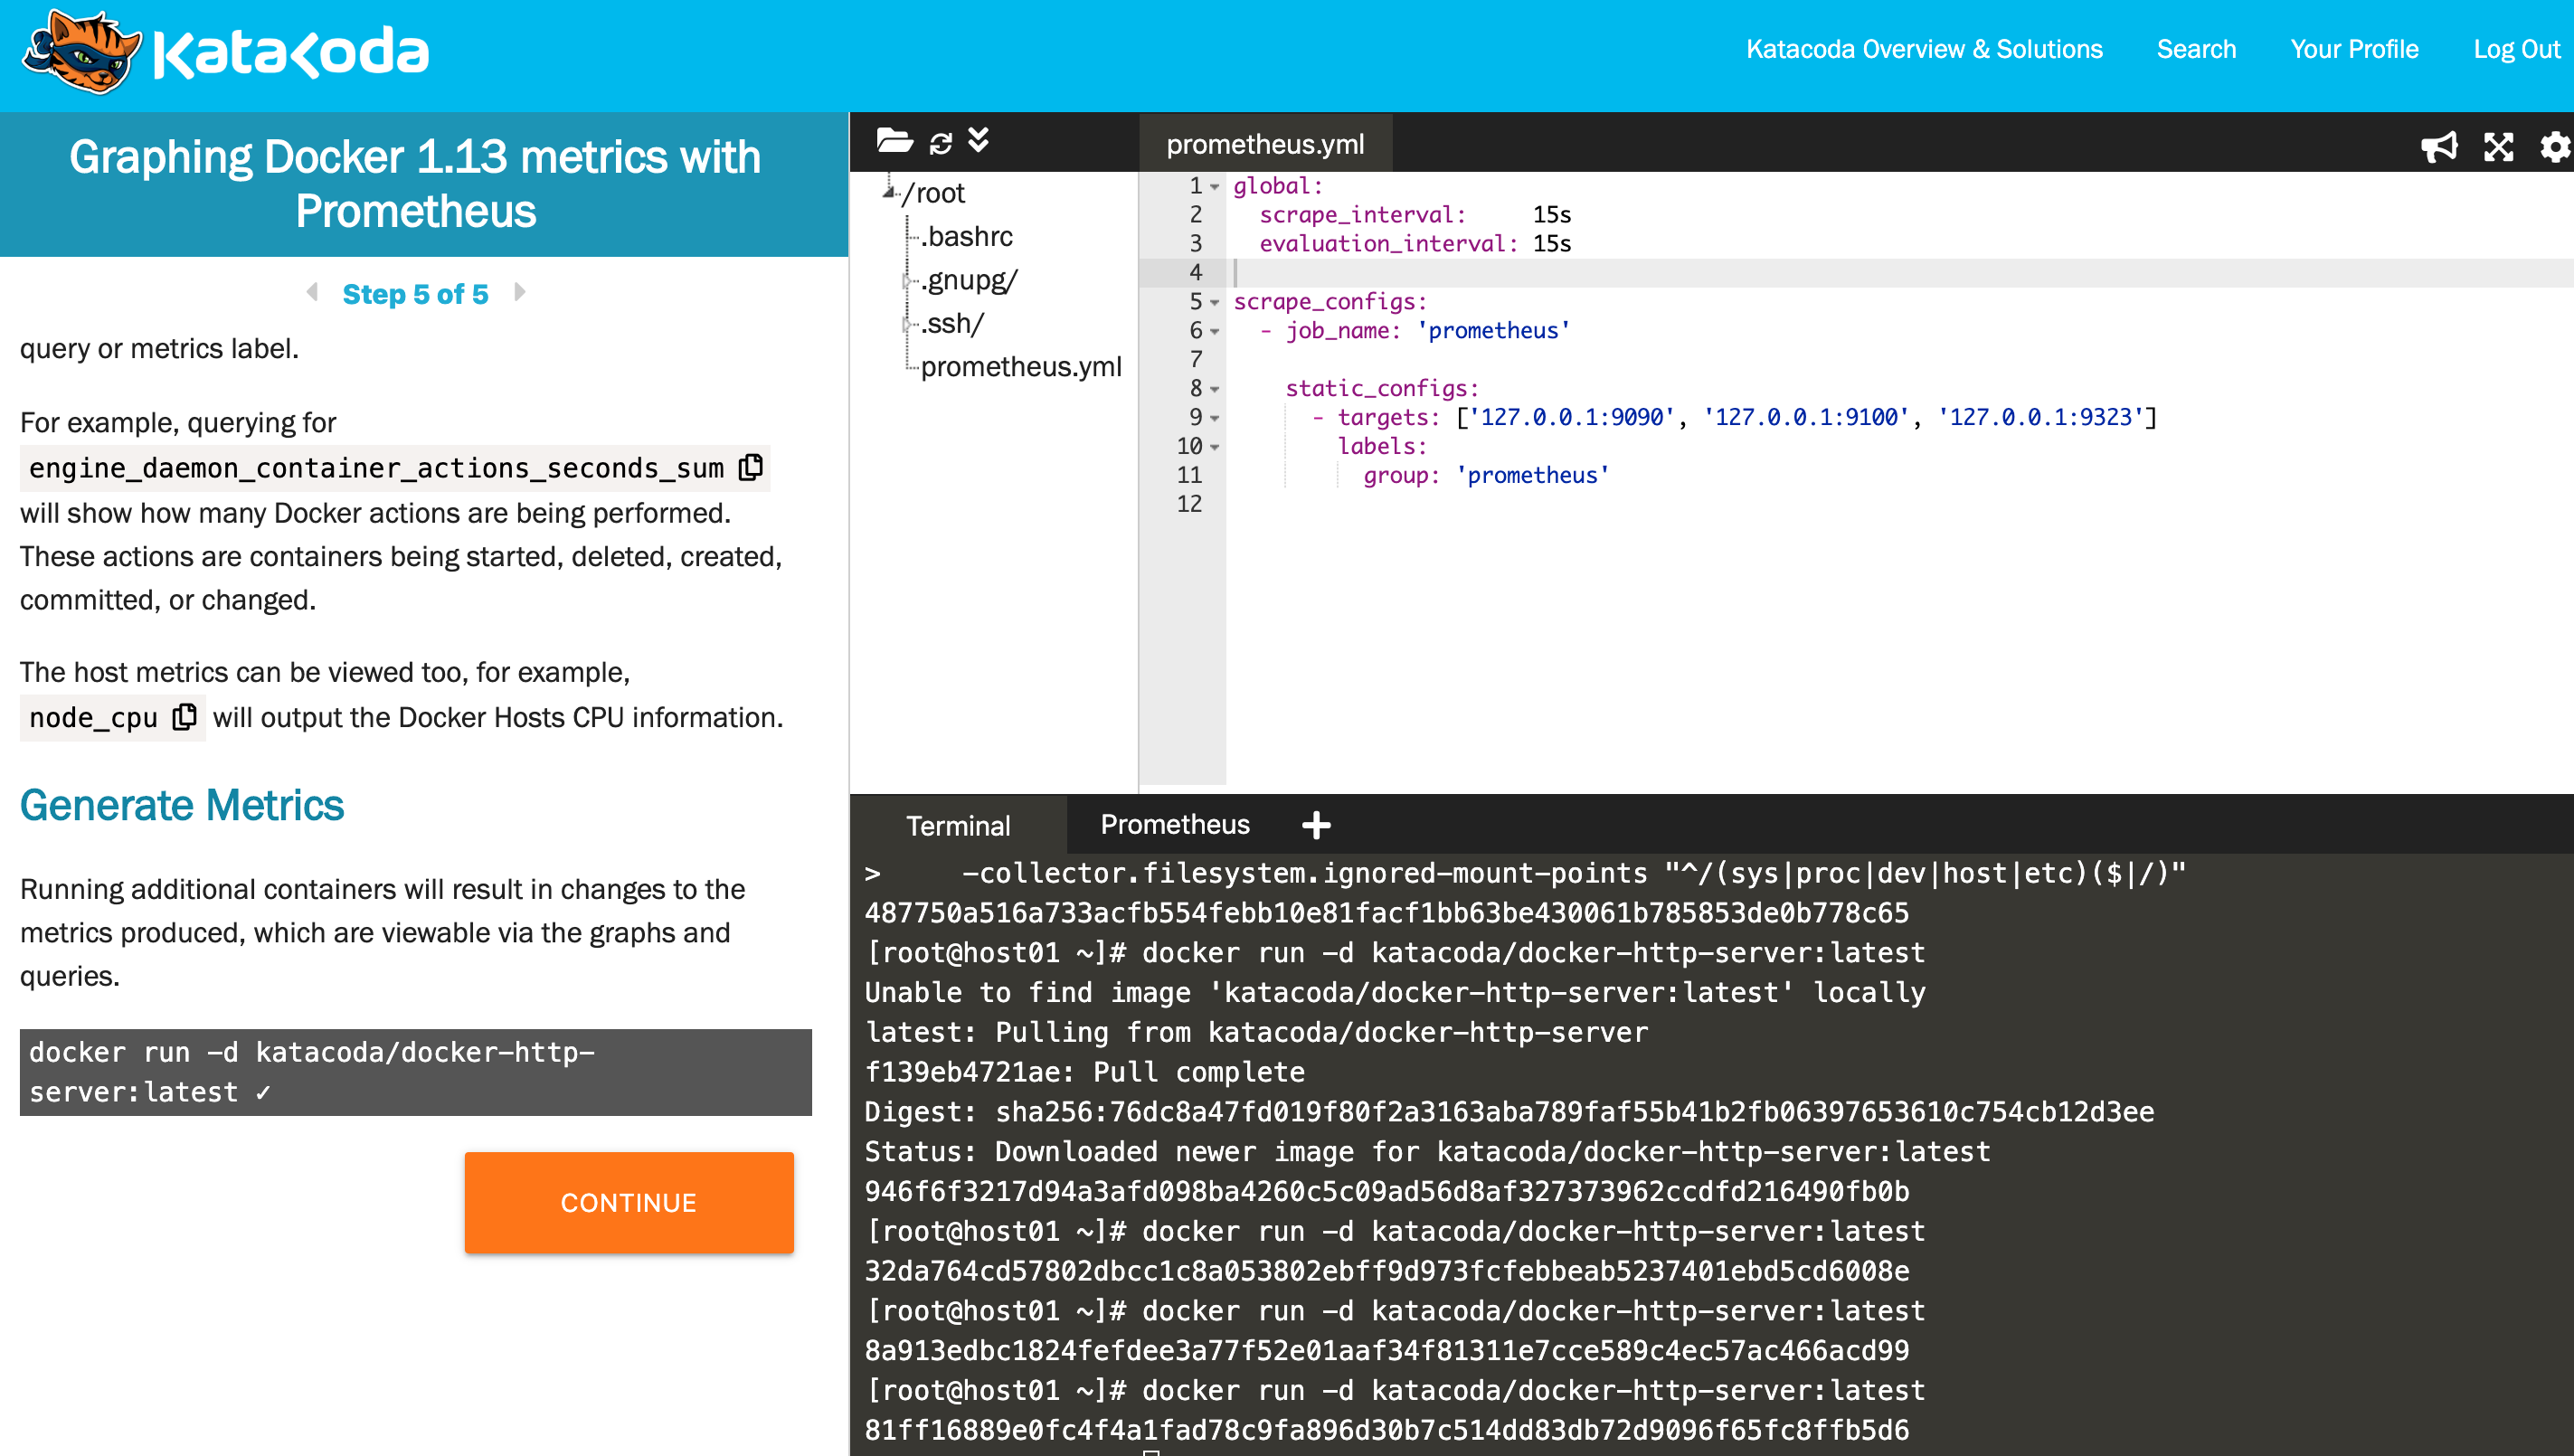 Katacoda
Katacoda Overview & Solutions
Search
Your Profile
Log Out
Graphing Docker 1.13 metrics with
Prometheus
Step 5 of 5
query or metrics label.
For example, querying for
engine_daemon_container_actions_seconds_sum
will show how many Docker actions are being performed.
These actions are containers being started, deleted, created,
committed, or changed.
The host metrics can be viewed too, for example,
node_cpu will output the Docker Hosts CPU information.
Generate Metrics
Running additional containers will result in changes to the
metrics produced, which are viewable via the graphs and
queries.
docker run -d katacoda/docker-http-
server:latest ✓
CONTINUE
/root
.bashrc
.gnupg/
.ssh/
prometheus.yml
prometheus.yml
1 global:
2   scrape_interval:     15s
3   evaluation_interval: 15s
4
5 scrape_configs:
6   - job_name: 'prometheus'
7
8     static_configs:
9       - targets: ['127.0.0.1:9090', '127.0.0.1:9100', '127.0.0.1:9323']
10         labels:
11           group: 'prometheus'
12
Terminal
Prometheus
>     -collector.filesystem.ignored-mount-points "^/(sys|proc|dev|host|etc)($|/)"
487750a516a733acfb554febb10e81facf1bb63be430061b785853de0b778c65
[root@host01 ~]# docker run -d katacoda/docker-http-server:latest
Unable to find image 'katacoda/docker-http-server:latest' locally
latest: Pulling from katacoda/docker-http-server
f139eb4721ae: Pull complete
Digest: sha256:76dc8a47fd019f80f2a3163aba789faf55b41b2fb06397653610c754cb12d3ee
Status: Downloaded newer image for katacoda/docker-http-server:latest
946f6f3217d94a3afd098ba4260c5c09ad56d8af327373962ccdfd216490fb0b
[root@host01 ~]# docker run -d katacoda/docker-http-server:latest
32da764cd57802dbcc1c8a053802ebff9d973fcfebbeab5237401ebd5cd6008e
[root@host01 ~]# docker run -d katacoda/docker-http-server:latest
8a913edbc1824fefdee3a77f52e01aaf34f81311e7cce589c4ec57ac466acd99
[root@host01 ~]# docker run -d katacoda/docker-http-server:latest
81ff16889e0fc4f4a1fad78c9fa896d30b7c514dd83db72d9096f65fc8ffb5d6